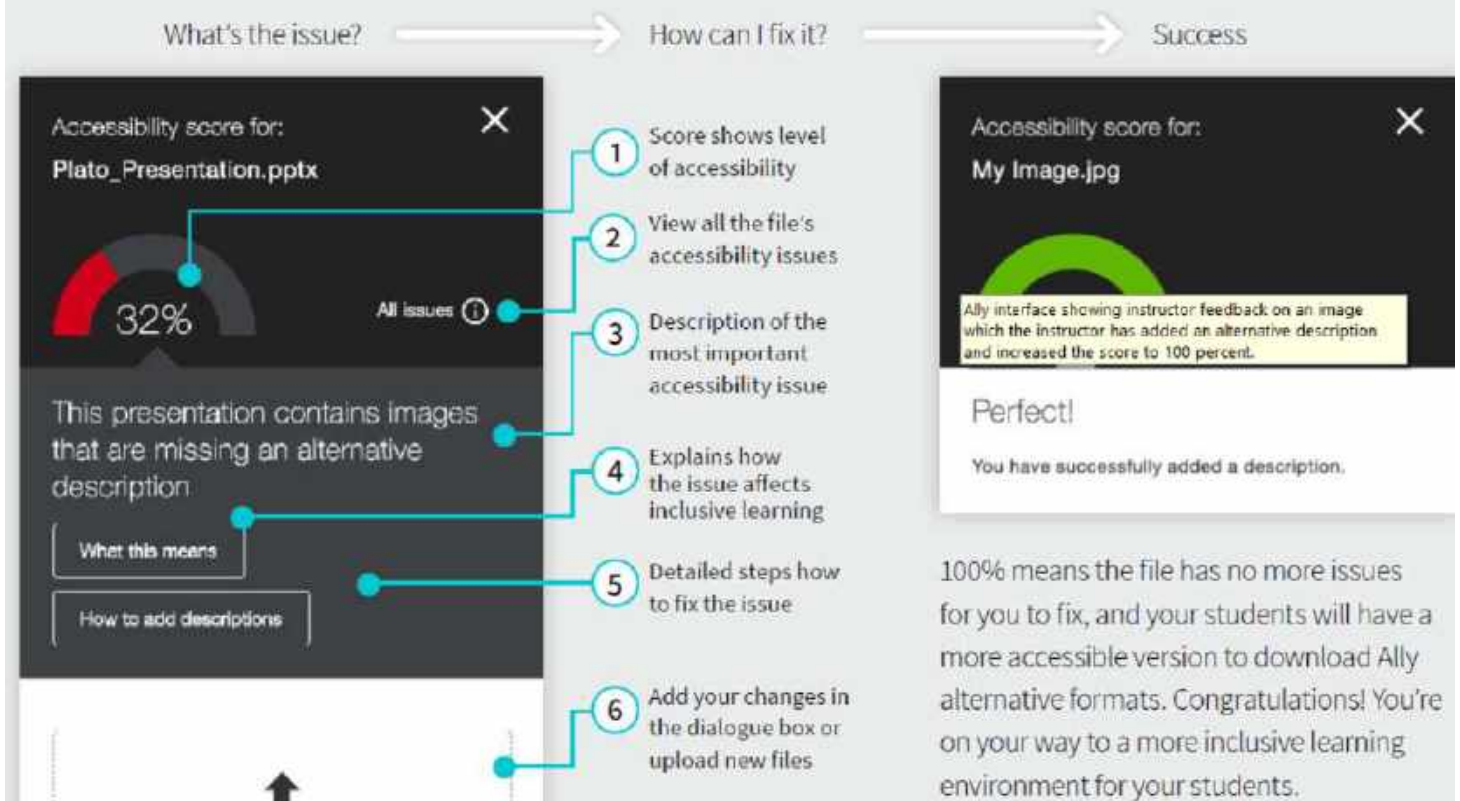 What's the issue?
How can I fix it?
Success
Accessibility score for:
Plato_Presentation.pptx
32%
All issues
This presentation contains images
that are missing an alternative
description
What this means
How to add descriptions
1
Score shows level
of accessibility
2
View all the file's
accessibility issues
3
Description of the
most important
accessibility issue
4
Explains how
the issue affects
inclusive learning
5
Detailed steps how
to fix the issue
6
Add your changes in
the dialogue box or
upload new files
Accessibility score for:
My Image.jpg
Ally interface showing instructor feedback on an image
which the instructor has added an alternative description
and increased the score to 100 percent.
Perfect!
You have successfully added a description.
100% means the file has no more issues
for you to fix, and your students will have a
more accessible version to download Ally
alternative formats. Congratulations! You're
on your way to a more inclusive learning
environment for your students.